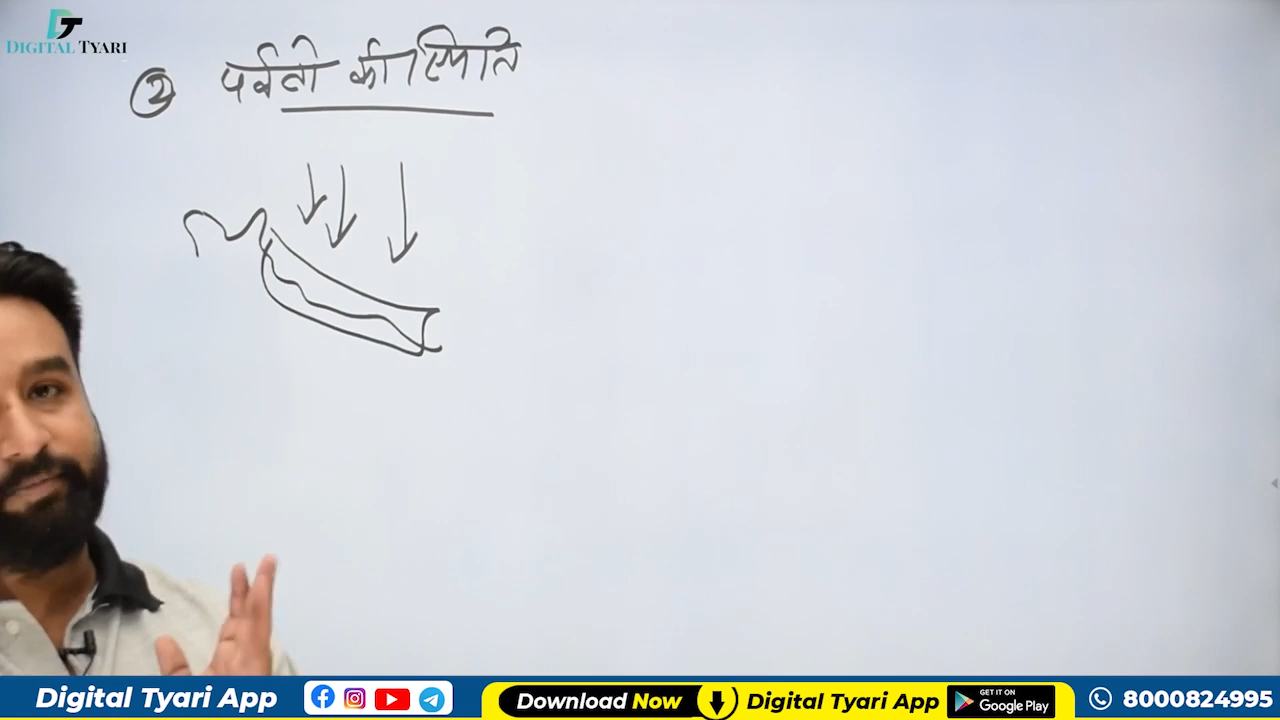 DT
DIGITAL TYARI
② पर्वतो की स्थिति
Digital Tyari App
Download Now
Digital Tyari App
GET IT ON
Google Play
8000824995